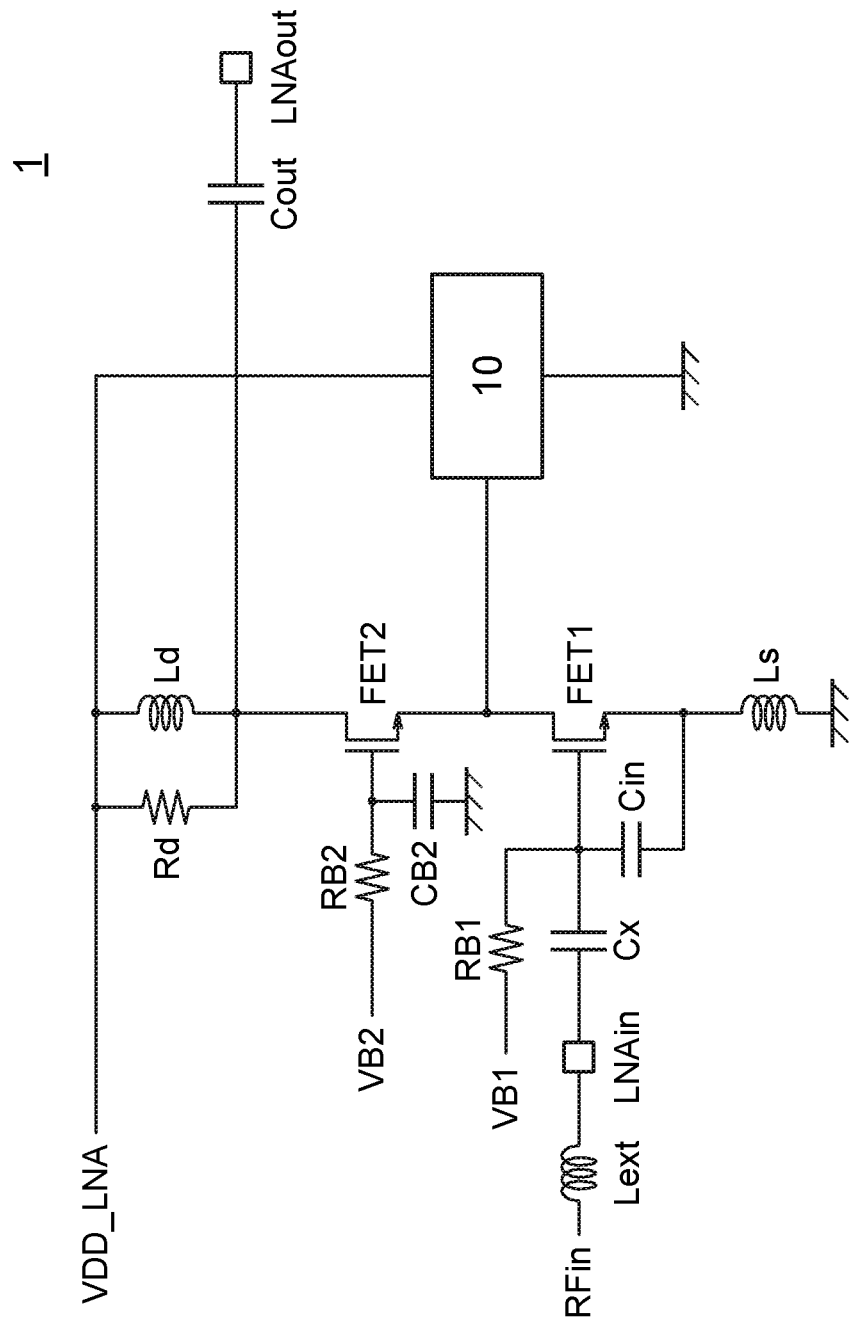 1
VDD_LNA
Rd
Ld
Cout
LNAout
RB2
VB2
CB2
FET2
10
RB1
VB1
FET1
Cx
Cin
Ls
RFin
Lext
LNAin